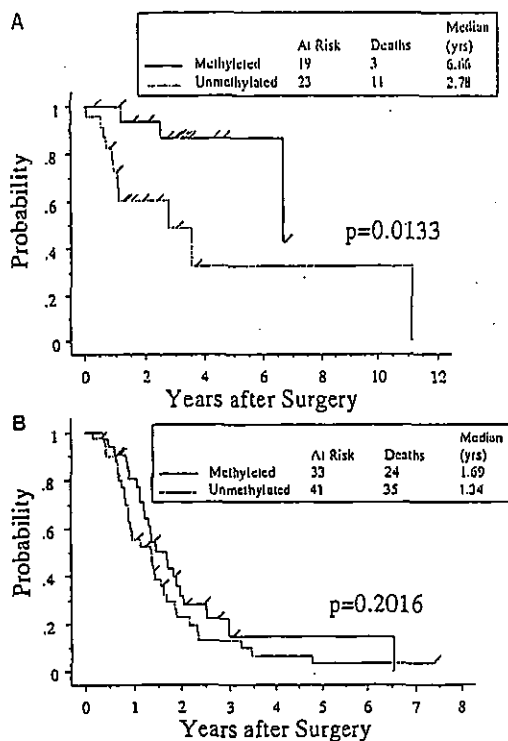 A
At Risk Deaths Median (yrs)
Methylated 19 3 6.66
Unmethylated 23 11 2.78
1
.8
.6
.4
.2
0
Probability
p=0.0133
0 2 4 6 8 10 12
Years after Surgery
B
At Risk Deaths Median (yrs)
Methylated 33 24 1.69
Unmethylated 41 35 1.34
1
.8
.6
.4
.2
0
Probability
p=0.2016
0 1 2 3 4 5 6 7 8
Years after Surgery